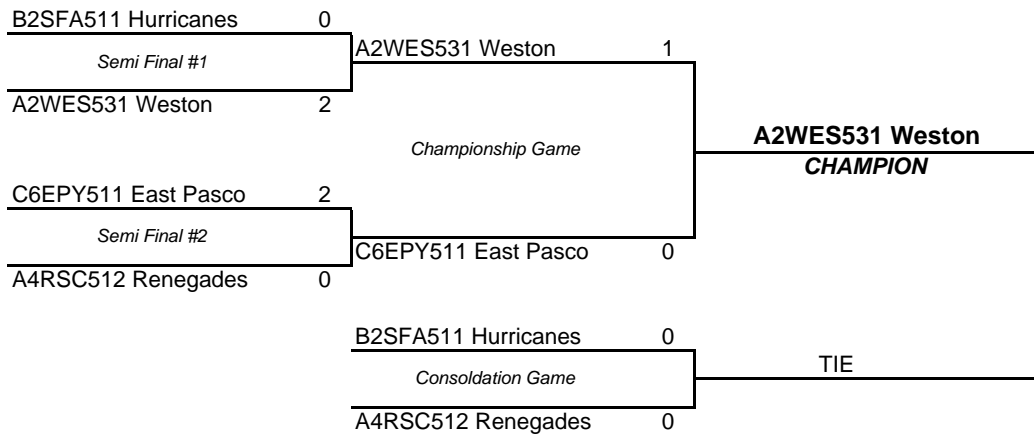 B2SFA511 Hurricanes 0
Semi Final #1
A2WES531 Weston 1
A2WES531 Weston 2
Championship Game
A2WES531 Weston
CHAMPION
C6EPY511 East Pasco 2
Semi Final #2
C6EPY511 East Pasco 0
A4RSC512 Renegades 0
B2SFA511 Hurricanes 0
Consoldation Game
TIE
A4RSC512 Renegades 0